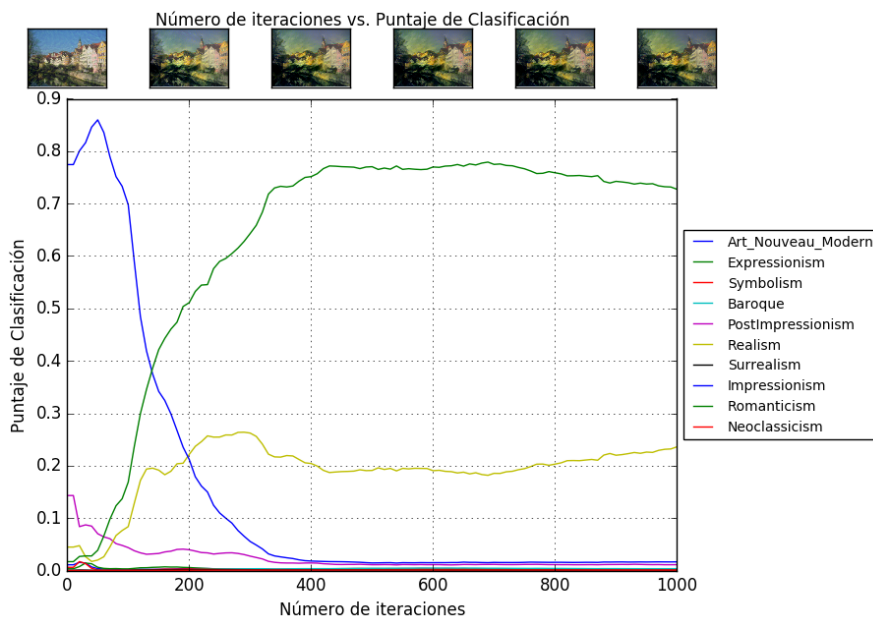 Número de iteraciones vs. Puntaje de Clasificación
0.9
0.8
0.7
0.6
0.5
0.4
0.3
0.2
0.1
0.0
Puntaje de Clasificación
0 200 400 600 800 1000
Número de iteraciones
Art_Nouveau_Modern
Expressionism
Symbolism
Baroque
PostImpressionism
Realism
Surrealism
Impressionism
Romanticism
Neoclassicism